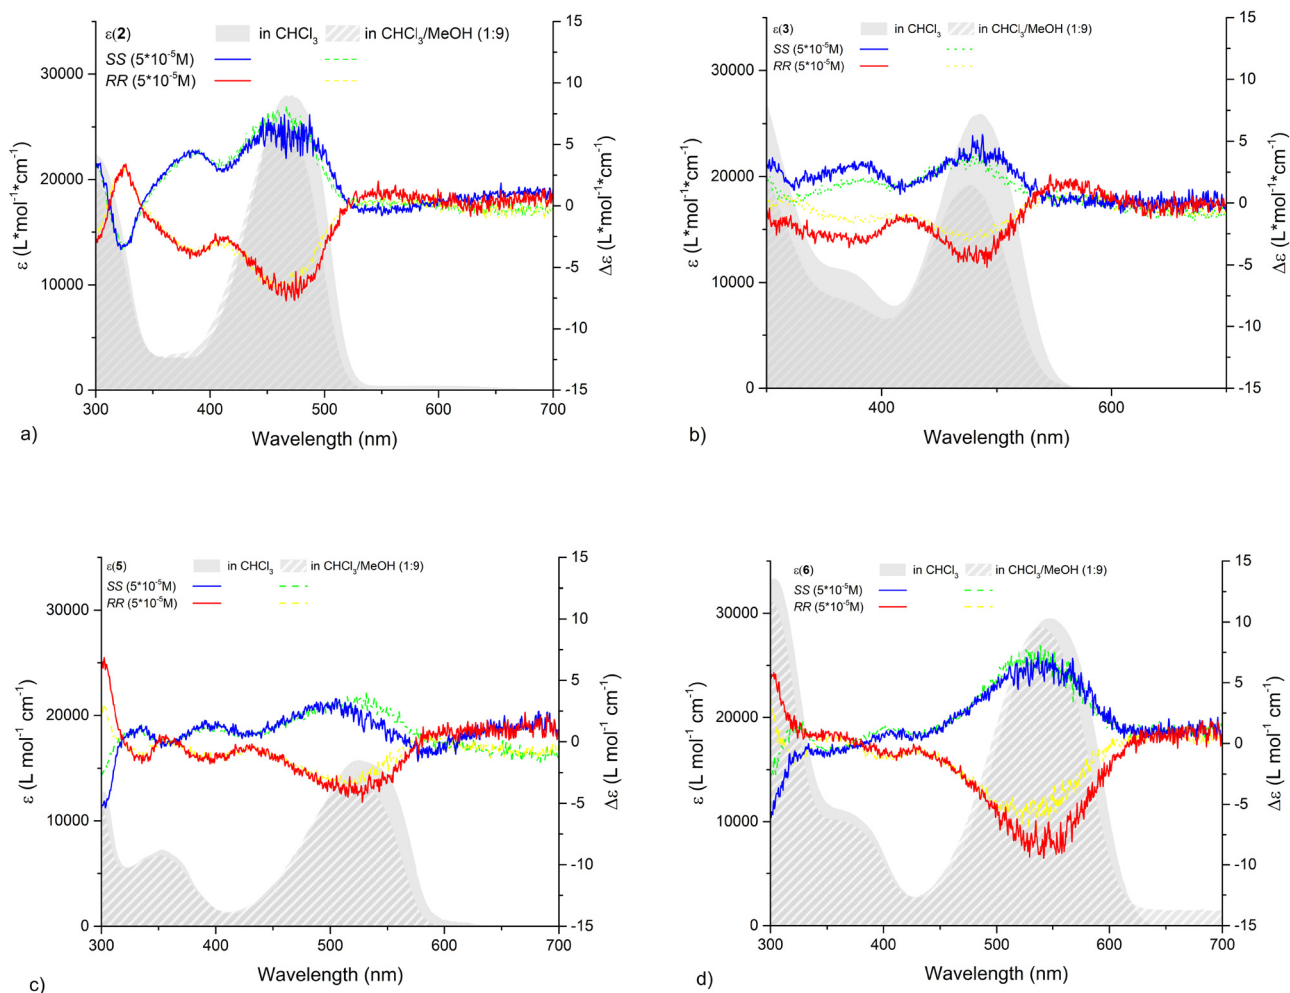 ε(2) in CHCl₃ in CHCl₃/MeOH (1:9)
SS (5*10⁻⁵M)
RR (5*10⁻⁵M)
30000
20000
10000
0
ε (L*mol⁻¹*cm⁻¹)
15
10
5
0
-5
-10
-15
Δε (L*mol⁻¹*cm⁻¹)
300 400 500 600 700
Wavelength (nm)
a)
ε(3) in CHCl₃ in CHCl₃/MeOH (1:9)
SS (5*10⁻⁵M)
RR (5*10⁻⁵M)
30000
20000
10000
0
ε (L*mol⁻¹*cm⁻¹)
15
10
5
0
-5
-10
-15
Δε (L*mol⁻¹*cm⁻¹)
400 600
Wavelength (nm)
b)
ε(5) in CHCl₃ in CHCl₃/MeOH (1:9)
SS (5*10⁻⁵M)
RR (5*10⁻⁵M)
30000
20000
10000
0
ε (L mol⁻¹ cm⁻¹)
15
10
5
0
-5
-10
-15
Δε (L mol⁻¹ cm⁻¹)
300 400 500 600 700
Wavelength (nm)
c)
ε(6) in CHCl₃ in CHCl₃/MeOH (1:9)
SS (5*10⁻⁵M)
RR (5*10⁻⁵M)
30000
20000
10000
0
ε (L mol⁻¹ cm⁻¹)
15
10
5
0
-5
-10
-15
Δε (L mol⁻¹ cm⁻¹)
300 400 500 600 700
Wavelength (nm)
d)